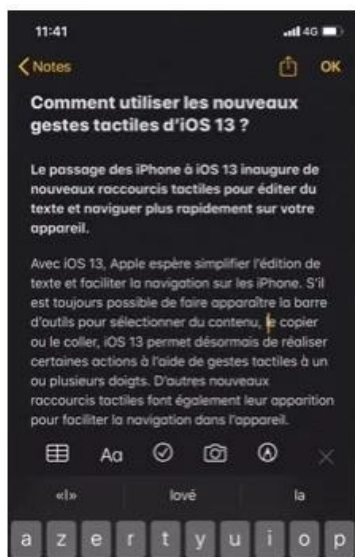 11:41
4G
Notes
OK
Comment utiliser les nouveaux
gestes tactiles d'iOS 13 ?
Le passage des iPhone à iOS 13 inaugure de
nouveaux raccourcis tactiles pour éditer du
texte et naviguer plus rapidement sur votre
appareil.
Avec iOS 13, Apple espère simplifier l'édition de
texte et faciliter la navigation sur les iPhone. S'il
est toujours possible de faire apparaître la barre
d'outils pour sélectionner du contenu, le copier
ou le coller, iOS 13 permet désormais de réaliser
certaines actions à l'aide de gestes tactiles à un
ou plusieurs doigts. D'autres nouveaux
raccourcis tactiles font également leur apparition
pour faciliter la navigation dans l'appareil.
Aa
«l» lové la
a z e r t y u i o p